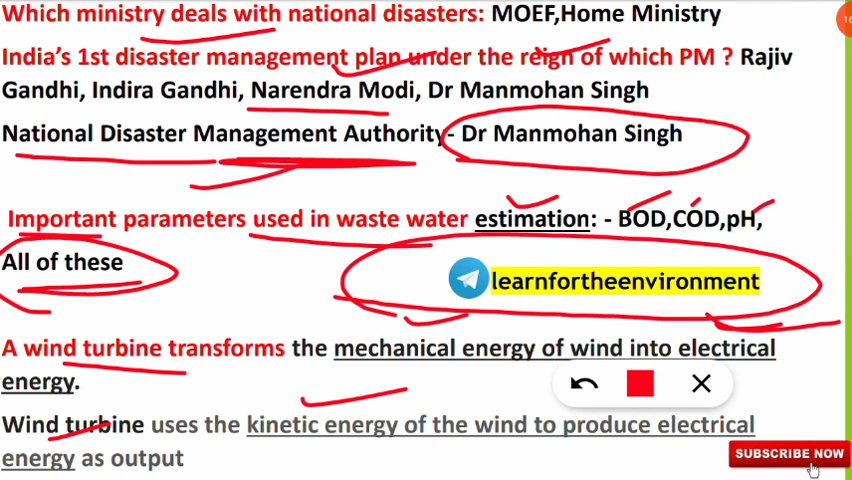 Which ministry deals with national disasters: MOEF,Home Ministry
16
India's 1st disaster management plan under the reign of which PM ? Rajiv
Gandhi, Indira Gandhi, Narendra Modi, Dr Manmohan Singh
National Disaster Management Authority- Dr Manmohan Singh
Important parameters used in waste water estimation: - BOD,COD,pH,
All of these
learnfortheenvironment
A wind turbine transforms the mechanical energy of wind into electrical
energy.
Wind turbine uses the kinetic energy of the wind to produce electrical
energy as output
SUBSCRIBE NOW